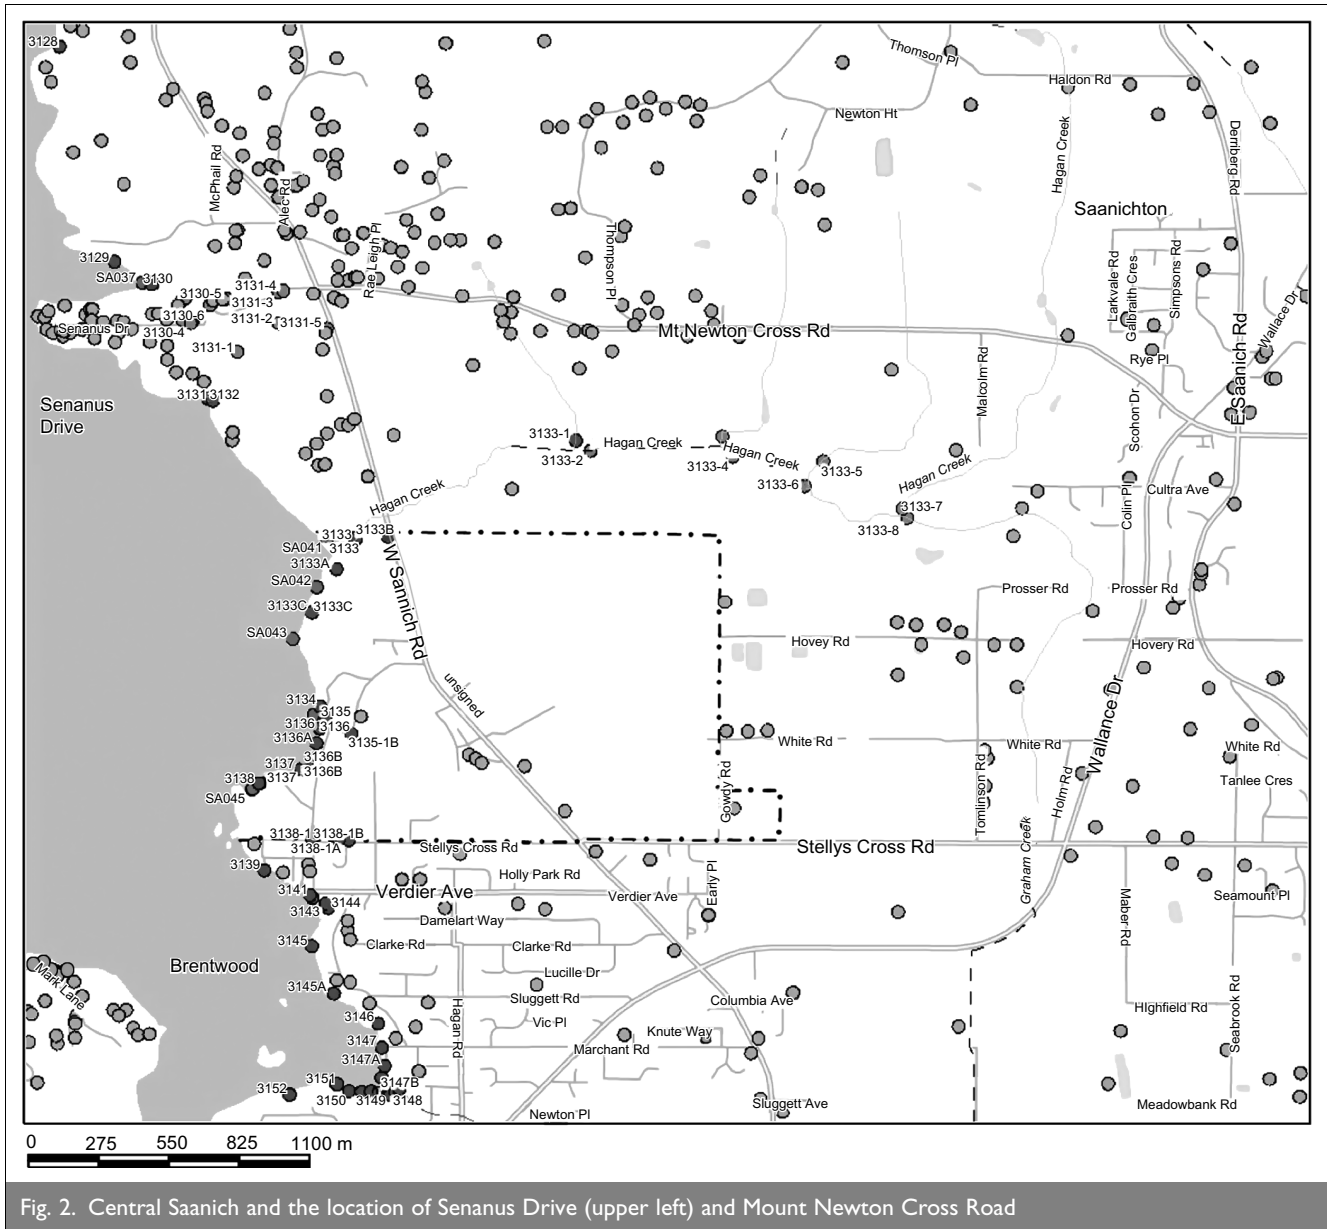 3128
Thomson Pl
Haldon Rd
Newton Ht
Hagan Creek
Demberg Rd
McPhail Rd
Alec Rd
Saanichton
Rae Leigh Pl
Thompson Pl
Larkvale Rd
Galbraith Cres
Simpsons Rd
3129
SA037
3130
3131-4
3130-5
3131-3
3130-6
3131-2
3131-5
Senanus Dr
3130-4
3131-1
Mt Newton Cross Rd
Wallace Dr
E Saanich Rd
Rye Pl
Malcolm Rd
Scohon Dr
3131
3132
Senanus
Drive
3133-1
Hagan Creek
3133-2
Hagan Creek
3133-4
3133-5
3133-6
Hagan Creek
3133-7
3133-8
Cultra Ave
Colin Pl
Hagan Creek
3133
3133B
SA041
3133
3133A
SA042
3133C
3133C
SA043
W Sannich Rd
Prosser Rd
Prosser Rd
Hovey Rd
Hovery Rd
unsigned
3134
3135
3136
3136
3136A
3135-1B
3136B
3137
3136B
3138
3137
SA045
White Rd
White Rd
White Rd
Wallance Dr
Tanlee Cres
Gowdy Rd
Tomlinson Rd
Holm Rd
3138-1
3138-1B
3138-1A
Stellys Cross Rd
Stellys Cross Rd
Graham Creek
3139
Holly Park Rd
3141
Verdier Ave
Verdier Ave
Early Pl
3144
3143
Damelart Way
Maber Rd
Seamount Pl
3145
Clarke Rd
Clarke Rd
Brentwood
Lucille Dr
Mark Lane
3145A
Sluggett Rd
Columbia Ave
HIghfield Rd
Seabrook Rd
3146
Hagan Rd
Vic Pl
Knute Way
3147
Marchant Rd
3147A
3151
3147B
3152
3150
3149
3148
Newton Pl
Sluggett Ave
Meadowbank Rd
0 275 550 825 1100 m
Fig. 2. Central Saanich and the location of Senanus Drive (upper left) and Mount Newton Cross Road